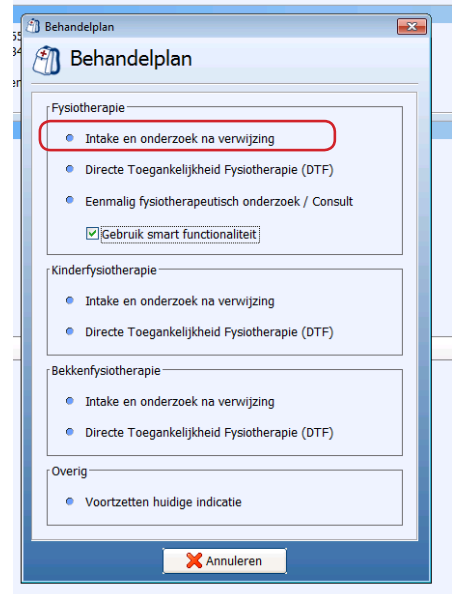 Behandelplan
Behandelplan
Fysiotherapie
Intake en onderzoek na verwijzing
Directe Toegankelijkheid Fysiotherapie (DTF)
Eenmalig fysiotherapeutisch onderzoek / Consult
Gebruik smart functionaliteit
Kinderfysiotherapie
Intake en onderzoek na verwijzing
Directe Toegankelijkheid Fysiotherapie (DTF)
Bekkenfysiotherapie
Intake en onderzoek na verwijzing
Directe Toegankelijkheid Fysiotherapie (DTF)
Overig
Voortzetten huidige indicatie
Annuleren